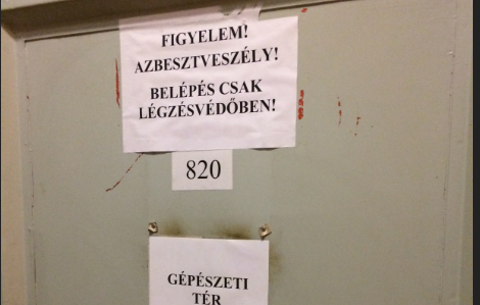 FIGYELEM!
AZBESZTVESZÉLY!
BELÉPÉS CSAK
LÉGZÉSVÉDŐBEN!
820
GÉPÉSZETI
TÉR